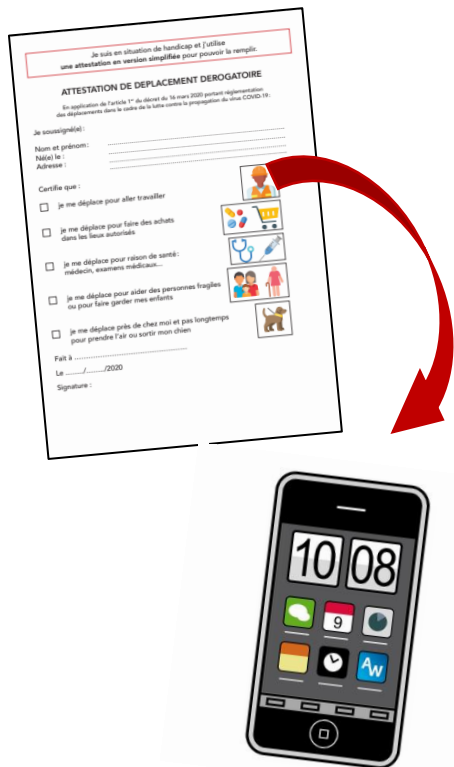 Je suis en situation de handicap et j'utilise
une attestation en version simplifiée pour pouvoir la remplir.
ATTESTATION DE DEPLACEMENT DEROGATOIRE
En application de l'article 1er du décret du 16 mars 2020 portant réglementation
des déplacements dans le cadre de la lutte contre la propagation du virus COVID-19 :
Je soussigné(e) :
Nom et prénom :
Né(e) le :
Adresse :
Certifie que :
je me déplace pour aller travailler
je me déplace pour faire des achats
dans les lieux autorisés
je me déplace pour raison de santé :
médecin, examens médicaux...
je me déplace pour aider des personnes fragiles
ou pour faire garder mes enfants
je me déplace près de chez moi et pas longtemps
pour prendre l'air ou sortir mon chien
Fait à ............................................
Le ......../......../2020
Signature :
10 08
9
AW